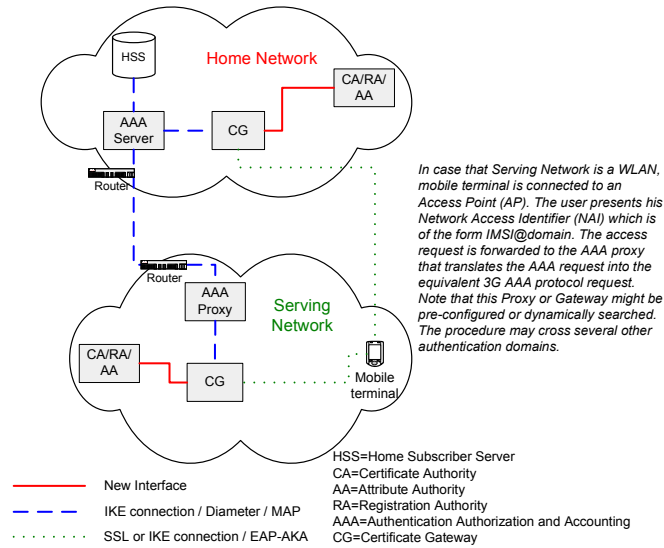 HSS
Home Network
CA/RA/
AA
AAA
Server
CG
Router
In case that Serving Network is a WLAN,
mobile terminal is connected to an
Access Point (AP). The user presents his
Network Access Identifier (NAI) which is
of the form IMSI@domain. The access
request is forwarded to the AAA proxy
that translates the AAA request into the
equivalent 3G AAA protocol request.
Note that this Proxy or Gateway might be
pre-configured or dynamically searched.
The procedure may cross several other
authentication domains.
Router
AAA
Proxy
Serving
Network
CA/RA/
AA
CG
Mobile
terminal
New Interface
IKE connection / Diameter / MAP
SSL or IKE connection / EAP-AKA
HSS=Home Subscriber Server
CA=Certificate Authority
AA=Attribute Authority
RA=Registration Authority
AAA=Authentication Authorization and Accounting
CG=Certificate Gateway